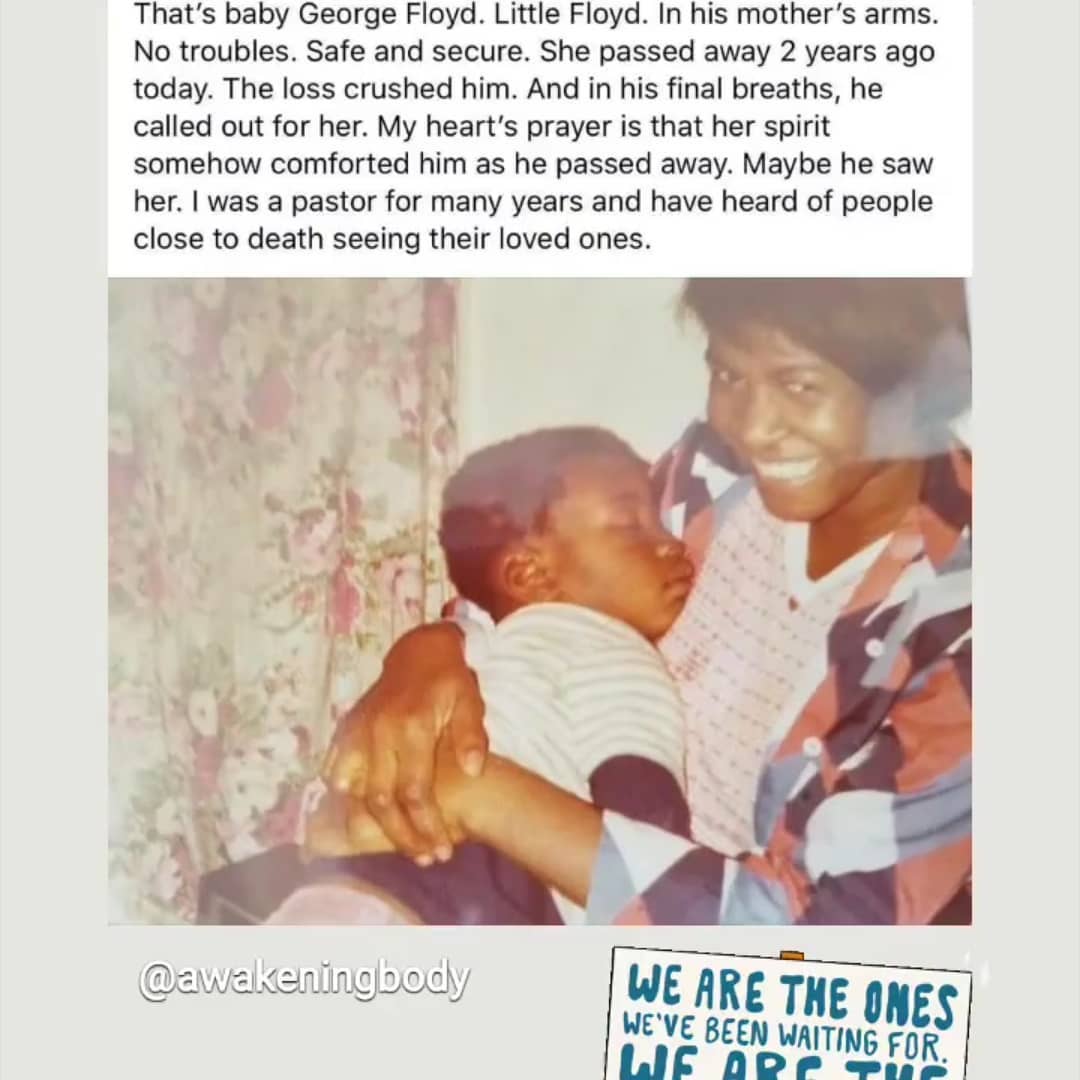 That’s baby George Floyd. Little Floyd. In his mother’s arms.
No troubles. Safe and secure. She passed away 2 years ago
today. The loss crushed him. And in his final breaths, he
called out for her. My heart’s prayer is that her spirit
somehow comforted him as he passed away. Maybe he saw
her. I was a pastor for many years and have heard of people
close to death seeing their loved ones.
@awakeningbody
WE ARE THE ONES
WE'VE BEEN WAITING FOR.
WE ARE THE